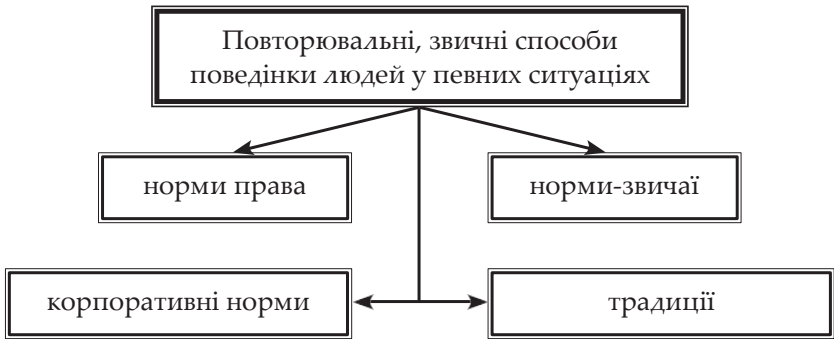 Повторювальні, звичні способи
поведінки людей у певних ситуаціях
норми права
норми-звичаї
корпоративні норми
традиції